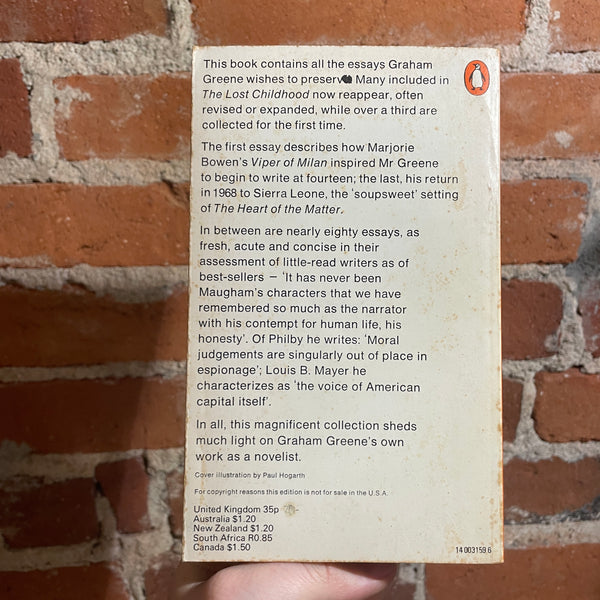 This book contains all the essays Graham
Greene wishes to preserve Many included in
The Lost Childhood now reappear, often
revised or expanded, while over a third are
collected for the first time.
The first essay describes how Marjorie
Bowen's Viper of Milan inspired Mr Greene
to begin to write at fourteen; the last, his return
in 1968 to Sierra Leone, the 'soupsweet' setting
of The Heart of the Matter.
In between are nearly eighty essays, as
fresh, acute and concise in their
assessment of little-read writers as of
best-sellers – 'It has never been
Maugham's characters that we have
remembered so much as the narrator
with his contempt for human life, his
honesty'. Of Philby he writes: 'Moral
judgements are singularly out of place in
espionage'; Louis B. Mayer he
characterizes as 'the voice of American
capital itself'.
In all, this magnificent collection sheds
much light on Graham Greene's own
work as a novelist.
Cover illustration by Paul Hogarth
For copyright reasons this edition is not for sale in the U.S.A.
United Kingdom 35p
Australia $1.20
New Zealand $1.20
South Africa R0.85
Canada $1.50
14 003159.6